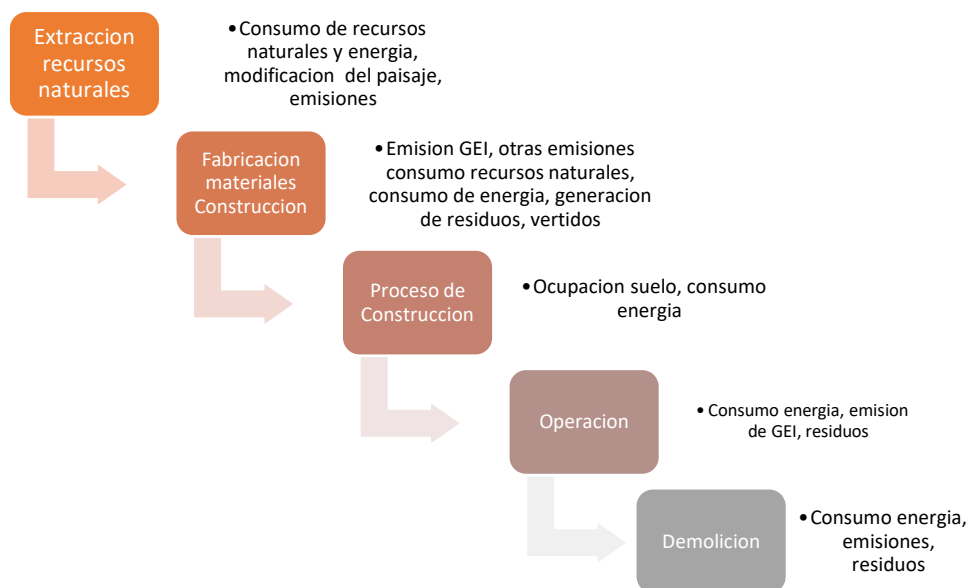 Extraccion
recursos
naturales
•Consumo de recursos
naturales y energia,
modificacion del paisaje,
emisiones
Fabricacion
materiales
Construccion
•Emision GEI, otras emisiones
consumo recursos naturales,
consumo de energia, generacion
de residuos, vertidos
Proceso de
Construccion
•Ocupacion suelo, consumo
energia
Operacion
•Consumo energia, emision
de GEI, residuos
Demolicion
•Consumo energia,
emisiones,
residuos